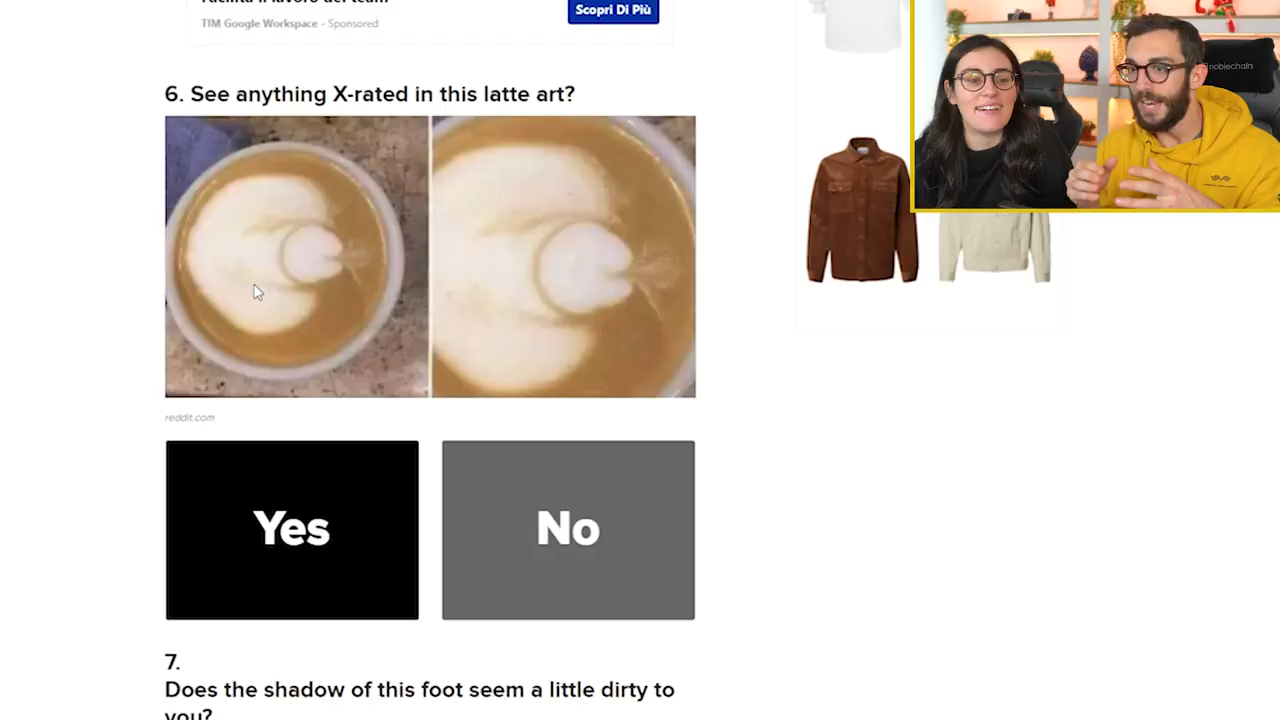 TIM Google Workspace - Sponsored
Scopri Di Più
noblechairs
6. See anything X-rated in this latte art?
reddit.com
Yes
No
7.
Does the shadow of this foot seem a little dirty to
you?